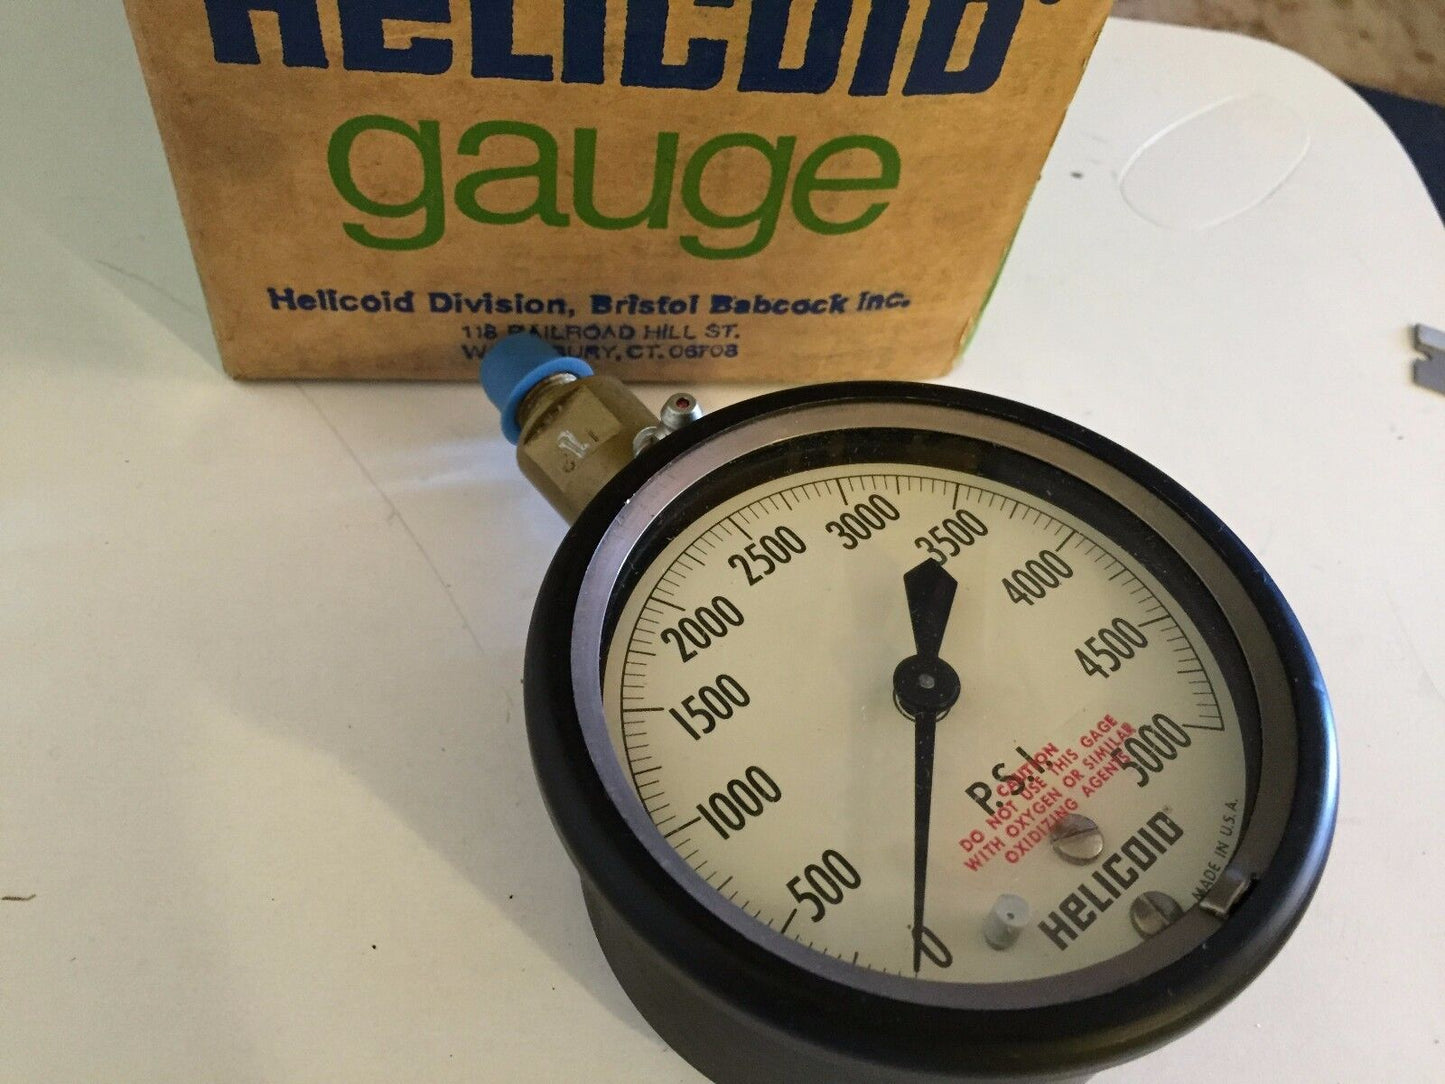 HELICOID®
gauge
Helicoid Division, Bristol Babcock Inc.
118 RAILROAD HILL ST.
CT. 06708
0
500
1000
1500
2000
2500
3000
3500
4000
4500
5000
P.S.I.
CAUTION
DO NOT USE THIS GAGE
WITH OXYGEN OR SIMILAR
OXIDIZING AGENTS
HELICOID®
MADE IN U.S.A.